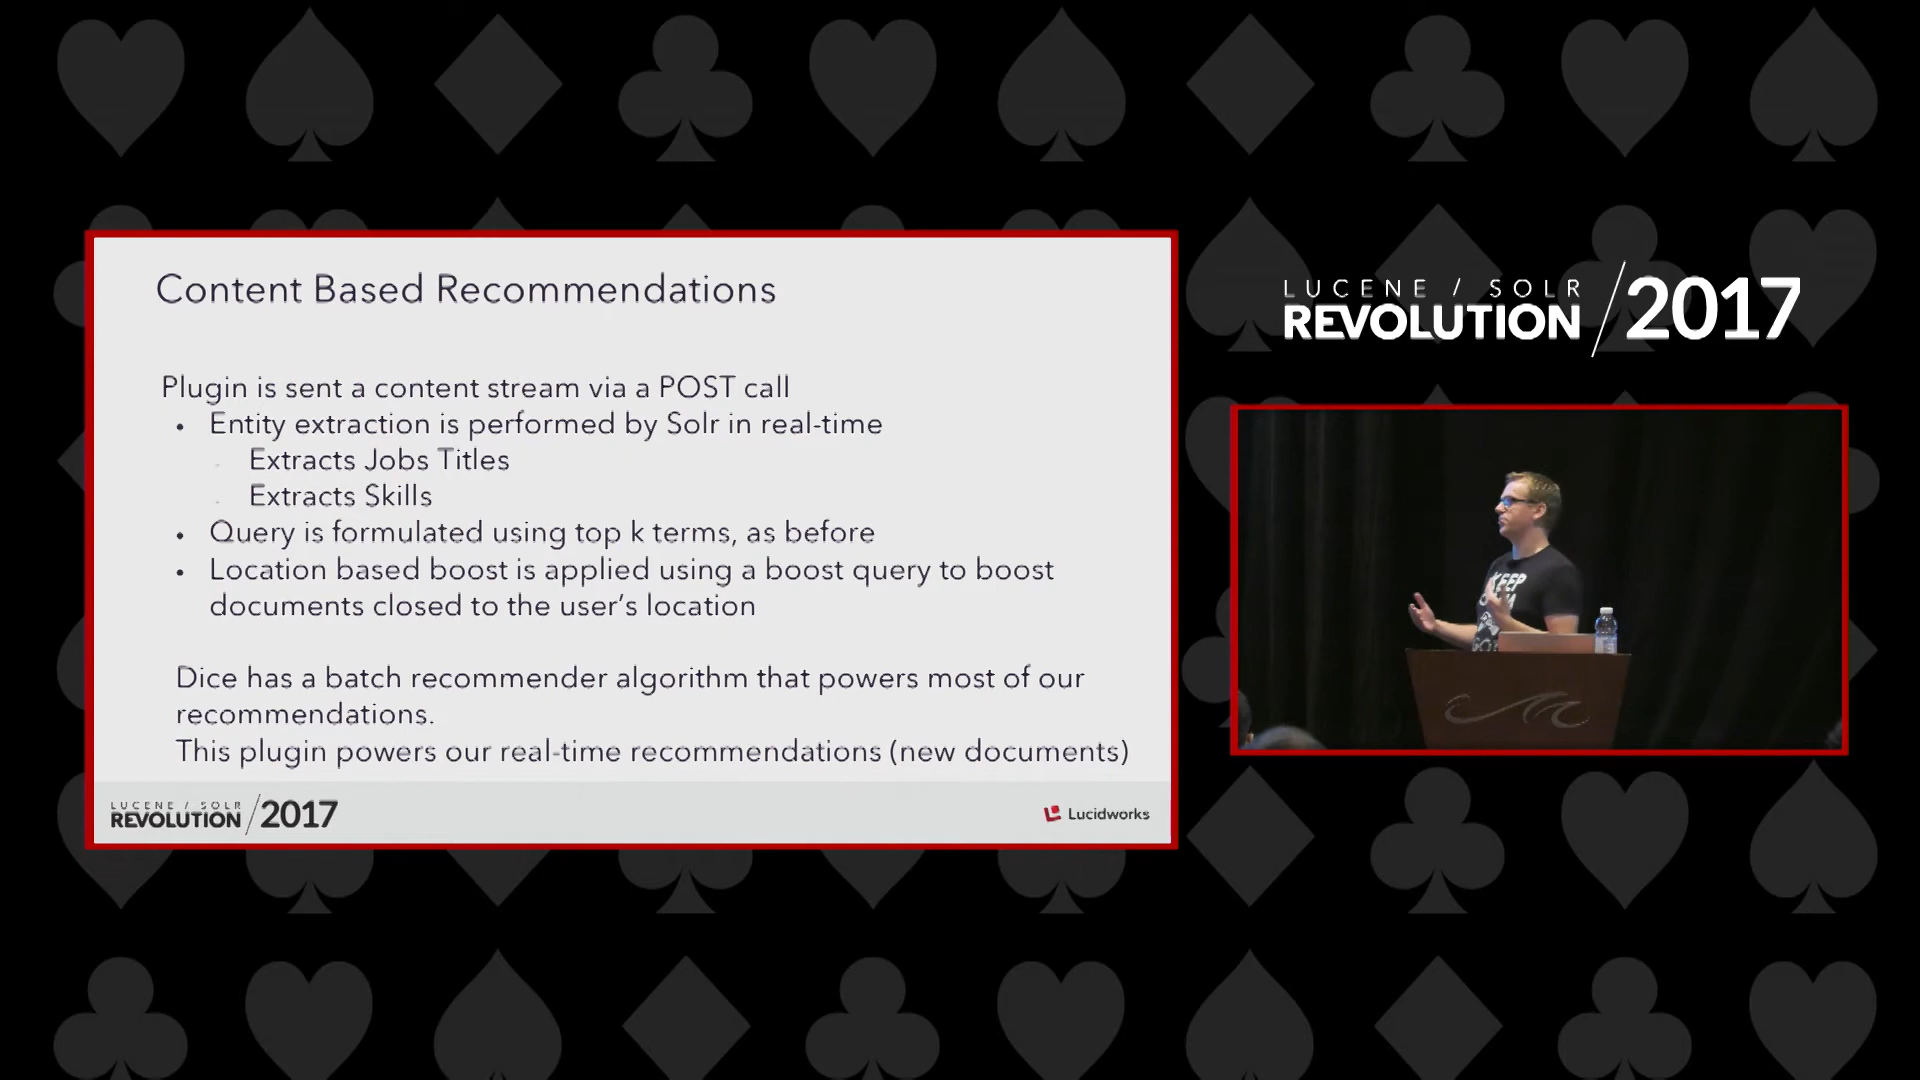 Content Based Recommendations
Plugin is sent a content stream via a POST call
• Entity extraction is performed by Solr in real-time
- Extracts Jobs Titles
- Extracts Skills
• Query is formulated using top k terms, as before
• Location based boost is applied using a boost query to boost
documents closed to the user's location
Dice has a batch recommender algorithm that powers most of our
recommendations.
This plugin powers our real-time recommendations (new documents)
LUCENE / SOLR
REVOLUTION / 2017
Lucidworks
LUCENE / SOLR
REVOLUTION / 2017
KEEP